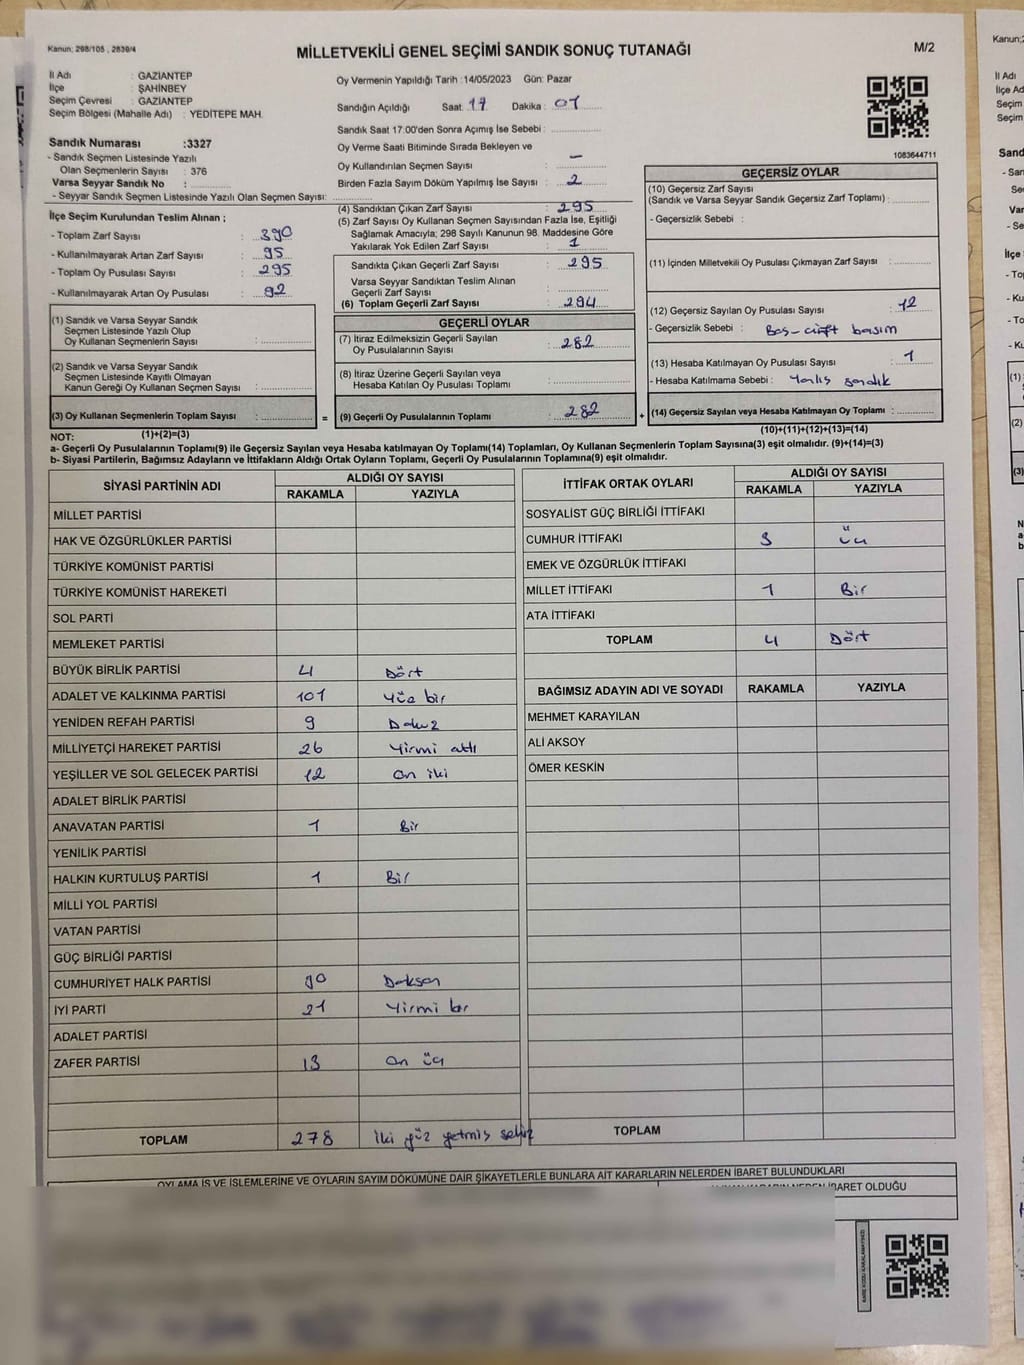 Kanun; 298/105 , 2839/4
MİLLETVEKİLİ GENEL SEÇİMİ SANDIK SONUÇ TUTANAĞI
M/2
İl Adı : GAZİANTEP
İlçe : ŞAHİNBEY
Seçim Çevresi : GAZİANTEP
Seçim Bölgesi (Mahalle Adı) : YEDİTEPE MAH.
Sandık Numarası :3327
- Sandık Seçmen Listesinde Yazılı
Olan Seçmenlerin Sayısı : 376
Varsa Seyyar Sandık No :
- Seyyar Sandık Seçmen Listesinde Yazılı Olan Seçmen Sayısı:
Oy Vermenin Yapıldığı Tarih :14/05/2023 Gün: Pazar
Sandığın Açıldığı Saat: 17 Dakika : 01
Sandık Saat 17:00'den Sonra Açımış İse Sebebi :
Oy Verme Saati Bitiminde Sırada Bekleyen ve
Oy Kullandırılan Seçmen Sayısı : –
Birden Fazla Sayım Döküm Yapılmış İse Sayısı : 2
1083644711
İlçe Seçim Kurulundan Teslim Alınan ;
- Toplam Zarf Sayısı : 390
- Kullanılmayarak Artan Zarf Sayısı : 95
- Toplam Oy Pusulası Sayısı : 295
- Kullanılmayarak Artan Oy Pusulası : 92
(1) Sandık ve Varsa Seyyar Sandık
Seçmen Listesinde Yazılı Olup
Oy Kullanan Seçmenlerin Sayısı :
(2) Sandık ve Varsa Seyyar Sandık
Seçmen Listesinde Kayıtlı Olmayan
Kanun Gereği Oy Kullanan Seçmen Sayısı :
(3) Oy Kullanan Seçmenlerin Toplam Sayısı :
(1)+(2)=(3)
(4) Sandıktan Çıkan Zarf Sayısı : 295
(5) Zarf Sayısı Oy Kullanan Seçmen Sayısından Fazla İse, Eşitliği
Sağlamak Amacıyla; 298 Sayılı Kanunun 98. Maddesine Göre
Yakılarak Yok Edilen Zarf Sayısı : 1
Sandıkta Çıkan Geçerli Zarf Sayısı : 295
Varsa Seyyar Sandıktan Teslim Alınan
Geçerli Zarf Sayısı :
(6) Toplam Geçerli Zarf Sayısı : 294
GEÇERLİ OYLAR
(7) İtiraz Edilmeksizin Geçerli Sayılan
Oy Pusulalarının Sayısı : 282
(8) İtiraz Üzerine Geçerli Sayılan veya
Hesaba Katılan Oy Pusulası Toplamı :
= (9) Geçerli Oy Pusulalarının Toplamı : 282 +
GEÇERSİZ OYLAR
(10) Geçersiz Zarf Sayısı
(Sandık ve Varsa Seyyar Sandık Geçersiz Zarf Toplamı) :
- Geçersizlik Sebebi :
(11) İçinden Milletvekili Oy Pusulası Çıkmayan Zarf Sayısı :
(12) Geçersiz Sayılan Oy Pusulası Sayısı : 12
- Geçersizlik Sebebi : Boş-çift basım
(13) Hesaba Katılmayan Oy Pusulası Sayısı : 1
- Hesaba Katılmama Sebebi : Yanlış sandık
(14) Geçersiz Sayılan veya Hesaba Katılmayan Oy Toplamı :
(10)+(11)+(12)+(13)=(14)
NOT:
a- Geçerli Oy Pusulalarının Toplamı(9) ile Geçersiz Sayılan veya Hesaba katılmayan Oy Toplamı(14) Toplamları, Oy Kullanan Seçmenlerin Toplam Sayısına(3) eşit olmalıdır. (9)+(14)=(3)
b- Siyasi Partilerin, Bağımsız Adayların ve İttifakların Aldığı Ortak Oyların Toplamı, Geçerli Oy Pusulalarının Toplamına(9) eşit olmalıdır.
SİYASİ PARTİNİN ADI ALDIĞI OY SAYISI
RAKAMLA YAZIYLA
MİLLET PARTİSİ
HAK VE ÖZGÜRLÜKLER PARTİSİ
TÜRKİYE KOMÜNİST PARTİSİ
TÜRKİYE KOMÜNİST HAREKETİ
SOL PARTİ
MEMLEKET PARTİSİ
BÜYÜK BİRLİK PARTİSİ 4 Dört
ADALET VE KALKINMA PARTİSİ 101 Yüz bir
YENİDEN REFAH PARTİSİ 9 Dokuz
MİLLİYETÇİ HAREKET PARTİSİ 26 Yirmi altı
YEŞİLLER VE SOL GELECEK PARTİSİ 12 On iki
ADALET BİRLİK PARTİSİ
ANAVATAN PARTİSİ 1 Bir
YENİLİK PARTİSİ
HALKIN KURTULUŞ PARTİSİ 1 Bir
MİLLİ YOL PARTİSİ
VATAN PARTİSİ
GÜÇ BİRLİĞİ PARTİSİ
CUMHURİYET HALK PARTİSİ 90 Doksan
İYİ PARTİ 21 Yirmi bir
ADALET PARTİSİ
ZAFER PARTİSİ 13 On üç
TOPLAM 278 İki yüz yetmiş sekiz
İTTİFAK ORTAK OYLARI ALDIĞI OY SAYISI
RAKAMLA YAZIYLA
SOSYALİST GÜÇ BİRLİĞİ İTTİFAKI
CUMHUR İTTİFAKI 3 Üç
EMEK VE ÖZGÜRLÜK İTTİFAKI
MİLLET İTTİFAKI 1 Bir
ATA İTTİFAKI
TOPLAM 4 Dört
BAĞIMSIZ ADAYIN ADI VE SOYADI RAKAMLA YAZIYLA
MEHMET KARAYILAN
ALİ AKSOY
ÖMER KESKİN
TOPLAM
OYLAMA İŞ VE İŞLEMLERİNE VE OYLARIN SAYIM DÖKÜMÜNE DAİR ŞİKAYETLERLE BUNLARA AİT KARARLARIN NELERDEN İBARET BULUNDUKLARI
İBARET OLDUĞU